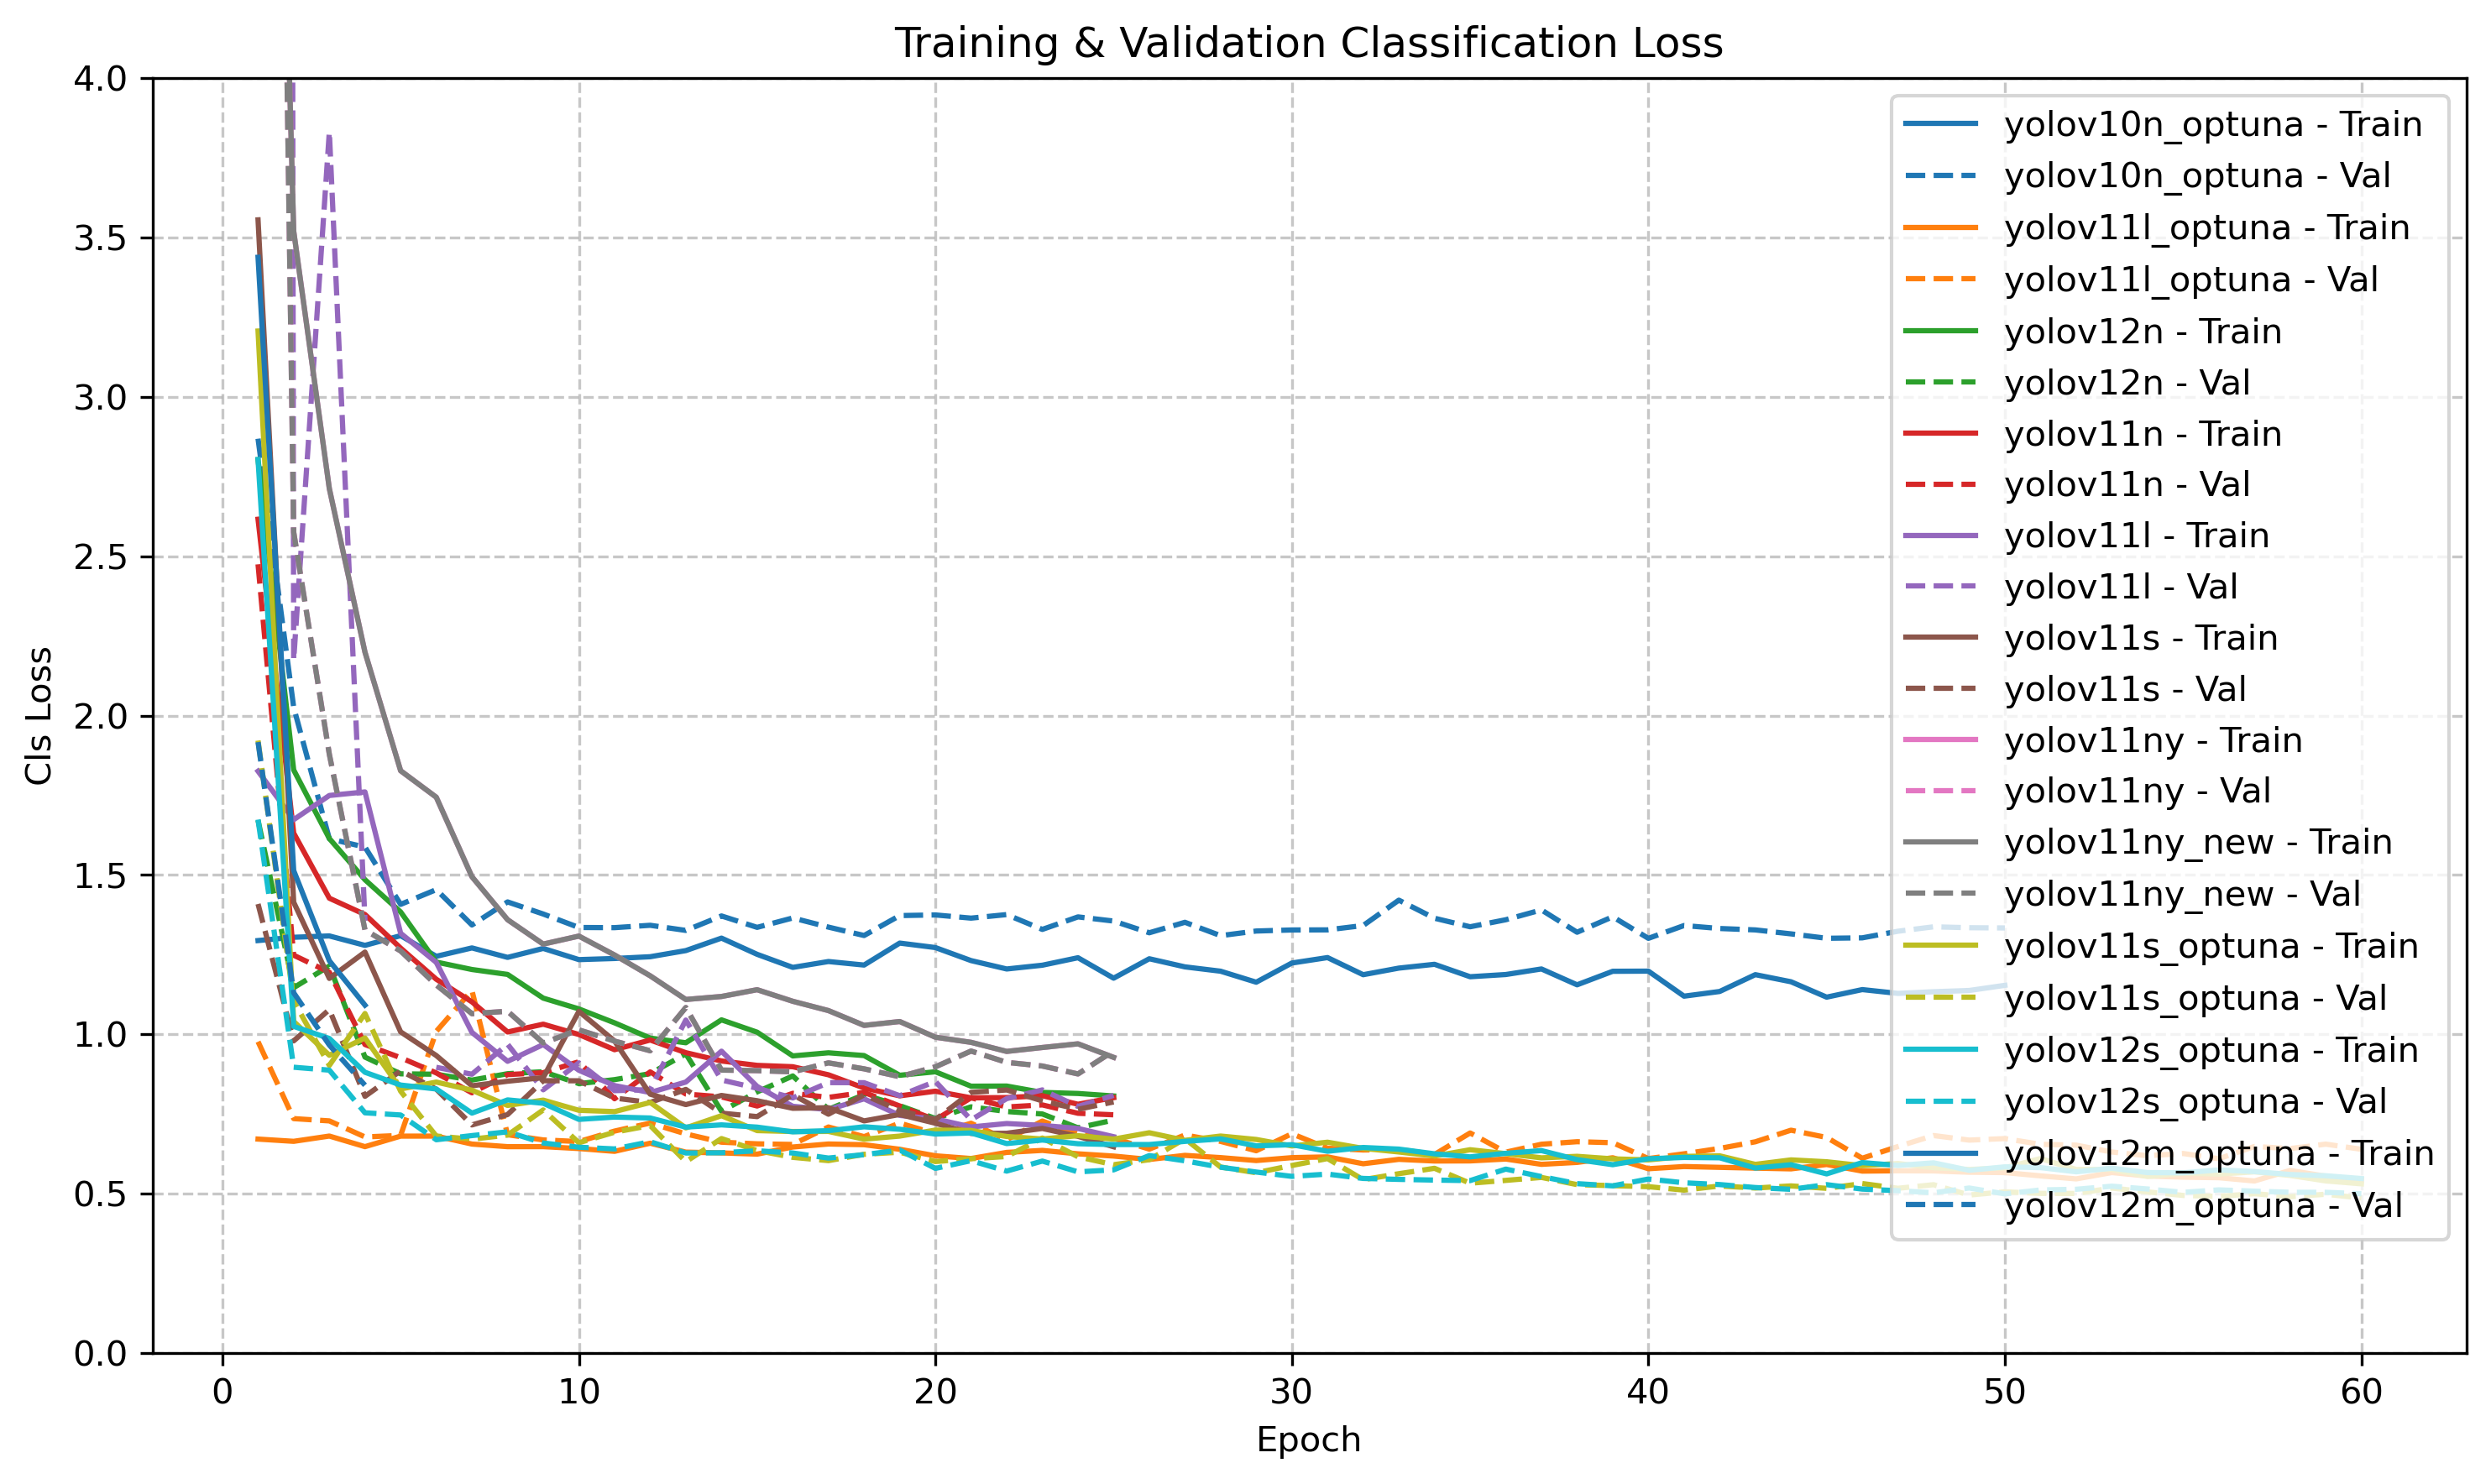 Training & Validation Classification Loss
4.0
3.5
3.0
2.5
2.0
1.5
1.0
0.5
0.0
Cls Loss
0 10 20 30 40 50 60
Epoch
yolov10n_optuna - Train
yolov10n_optuna - Val
yolov11l_optuna - Train
yolov11l_optuna - Val
yolov12n - Train
yolov12n - Val
yolov11n - Train
yolov11n - Val
yolov11l - Train
yolov11l - Val
yolov11s - Train
yolov11s - Val
yolov11ny - Train
yolov11ny - Val
yolov11ny_new - Train
yolov11ny_new - Val
yolov11s_optuna - Train
yolov11s_optuna - Val
yolov12s_optuna - Train
yolov12s_optuna - Val
yolov12m_optuna - Train
yolov12m_optuna - Val